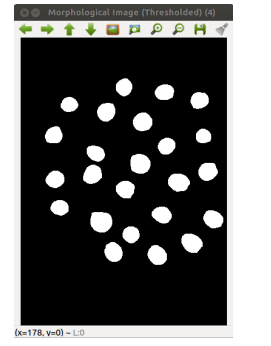 Morphological Image (Thresholded) (4)
(x=178, y=0) ~ L:0